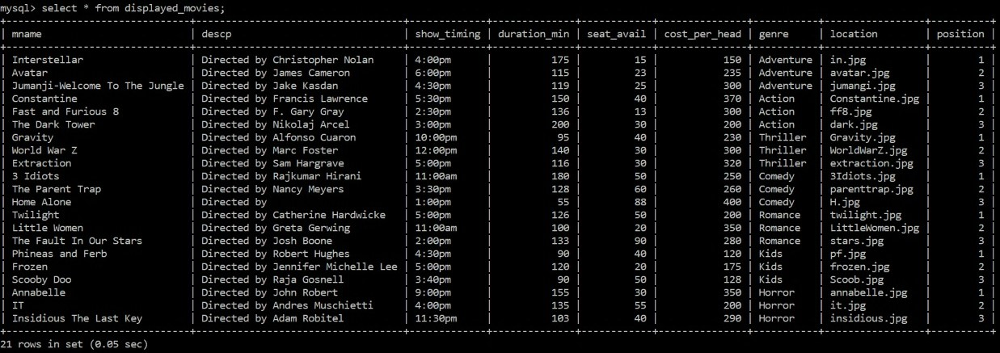 mysql> select * from displayed_movies;
| mname | descp | show_timing | duration_min | seat_avail | cost_per_head | genre | location | position |
| Interstellar | Directed by Christopher Nolan | 4:00pm | 175 | 15 | 150 | Adventure | in.jpg | 1 |
| Avatar | Directed by James Cameron | 6:00pm | 115 | 23 | 235 | Adventure | avatar.jpg | 2 |
| Jumanji-Welcome To The Jungle | Directed by Jake Kasdan | 4:30pm | 119 | 25 | 300 | Adventure | jumangi.jpg | 3 |
| Constantine | Directed by Francis Lawrence | 5:30pm | 150 | 40 | 370 | Action | Constantine.jpg | 1 |
| Fast and Furious 8 | Directed by F. Gary Gray | 2:30pm | 136 | 13 | 300 | Action | ff8.jpg | 2 |
| The Dark Tower | Directed by Nikolaj Arcel | 3:00pm | 200 | 30 | 200 | Action | dark.jpg | 3 |
| Gravity | Directed by Alfonso Cuaron | 10:00pm | 95 | 40 | 230 | Thriller | Gravity.jpg | 1 |
| World War Z | Directed by Marc Foster | 12:00pm | 140 | 30 | 300 | Thriller | WorldWarZ.jpg | 2 |
| Extraction | Directed by Sam Hargrave | 5:00pm | 116 | 30 | 320 | Thriller | extraction.jpg | 3 |
| 3 Idiots | Directed by Rajkumar Hirani | 11:00am | 180 | 50 | 250 | Comedy | 3Idiots.jpg | 1 |
| The Parent Trap | Directed by Nancy Meyers | 3:30pm | 128 | 60 | 260 | Comedy | parenttrap.jpg | 2 |
| Home Alone | Directed by | 1:00pm | 55 | 88 | 400 | Comedy | H.jpg | 3 |
| Twilight | Directed by Catherine Hardwicke | 5:00pm | 126 | 50 | 200 | Romance | twilight.jpg | 1 |
| Little Women | Directed by Greta Gerwing | 11:00am | 100 | 20 | 350 | Romance | LittleWomen.jpg | 2 |
| The Fault In Our Stars | Directed by Josh Boone | 2:00pm | 133 | 90 | 280 | Romance | stars.jpg | 3 |
| Phineas and Ferb | Directed by Robert Hughes | 4:30pm | 90 | 40 | 120 | Kids | pf.jpg | 1 |
| Frozen | Directed by Jennifer Michelle Lee | 5:00pm | 120 | 20 | 175 | Kids | frozen.jpg | 2 |
| Scooby Doo | Directed by Raja Gosnell | 3:40pm | 90 | 50 | 128 | Kids | Scoob.jpg | 3 |
| Annabelle | Directed by John Robert | 9:00pm | 155 | 30 | 350 | Horror | annabelle.jpg | 1 |
| IT | Directed by Andres Muschietti | 4:00pm | 135 | 55 | 200 | Horror | it.jpg | 2 |
| Insidious The Last Key | Directed by Adam Robitel | 11:30pm | 103 | 40 | 290 | Horror | insidious.jpg | 3 |
21 rows in set (0.05 sec)